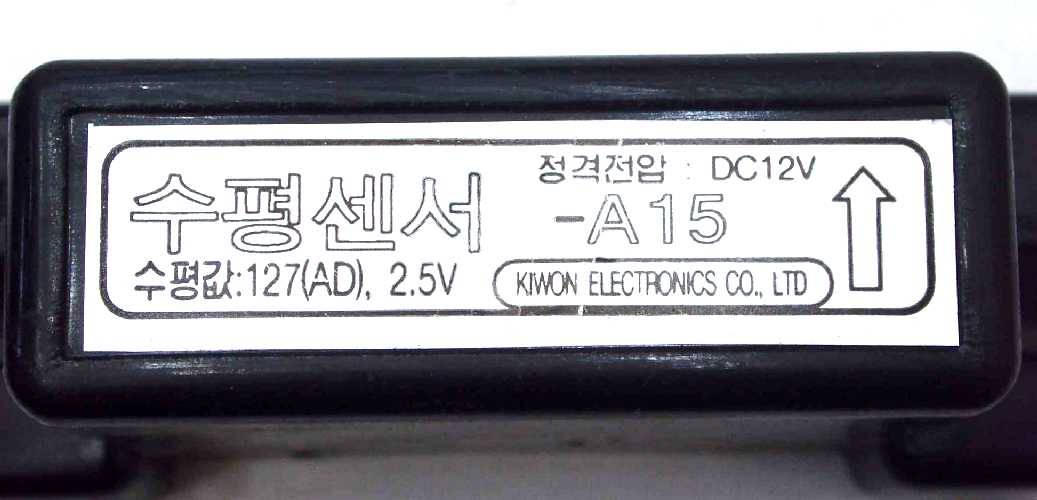 정격전압 : DC12V
수평센서 -A15
수평값:127(AD), 2.5V
KIWON ELECTRONICS CO., LTD